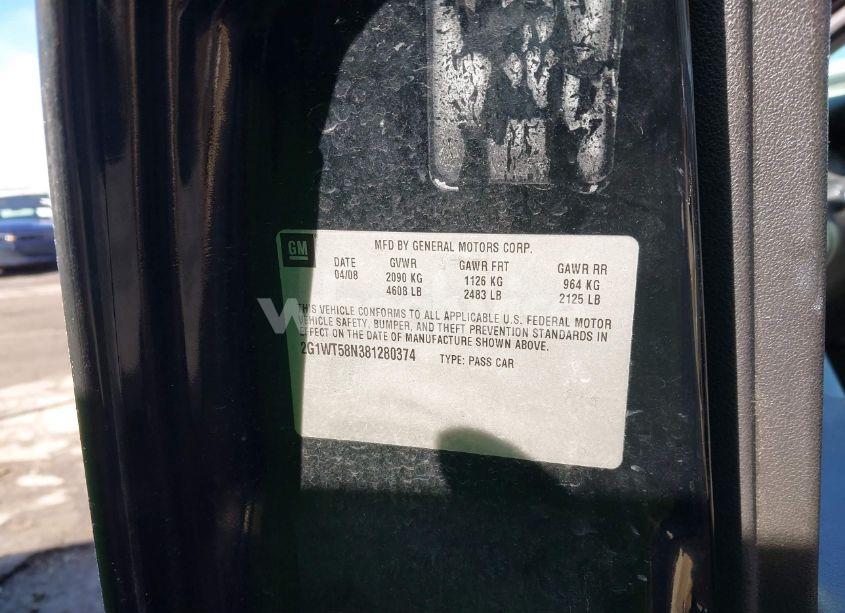 GM
MFD BY GENERAL MOTORS CORP.
DATE GVWR GAWR FRT GAWR RR
04/08 2090 KG 1126 KG 964 KG
4608 LB 2483 LB 2125 LB
THIS VEHICLE CONFORMS TO ALL APPLICABLE U.S. FEDERAL MOTOR
VEHICLE SAFETY, BUMPER, AND THEFT PREVENTION STANDARDS IN
EFFECT ON THE DATE OF MANUFACTURE SHOWN ABOVE.
2G1WT58N381280374 TYPE: PASS CAR